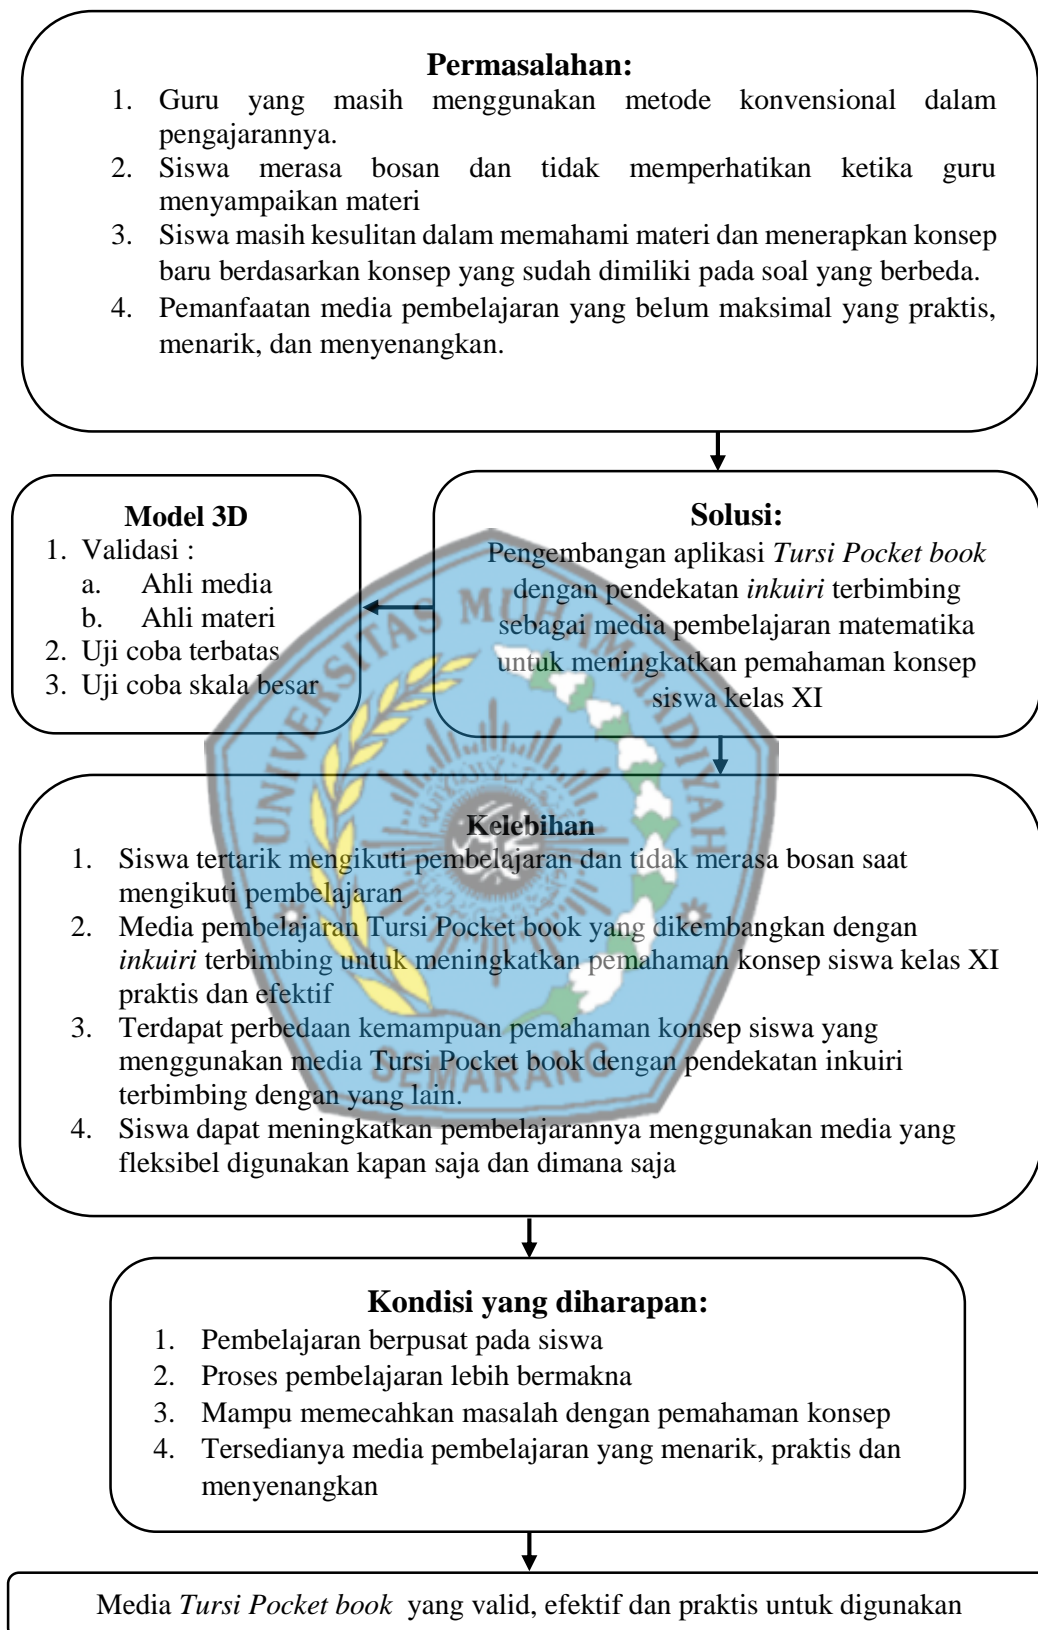 Permasalahan:
1. Guru yang masih menggunakan metode konvensional dalam
pengajarannya.
2. Siswa merasa bosan dan tidak memperhatikan ketika guru
menyampaikan materi
3. Siswa masih kesulitan dalam memahami materi dan menerapkan konsep
baru berdasarkan konsep yang sudah dimiliki pada soal yang berbeda.
4. Pemanfaatan media pembelajaran yang belum maksimal yang praktis,
menarik, dan menyenangkan.
Model 3D
1. Validasi :
a. Ahli media
b. Ahli materi
2. Uji coba terbatas
3. Uji coba skala besar
Solusi:
Pengembangan aplikasi Tursi Pocket book
dengan pendekatan inkuiri terbimbing
sebagai media pembelajaran matematika
untuk meningkatkan pemahaman konsep
siswa kelas XI
UNIVERSITAS MUHAMMADIYAH
SEMARANG
Kelebihan
1. Siswa tertarik mengikuti pembelajaran dan tidak merasa bosan saat
mengikuti pembelajaran
2. Media pembelajaran Tursi Pocket book yang dikembangkan dengan
inkuiri terbimbing untuk meningkatkan pemahaman konsep siswa kelas XI
praktis dan efektif
3. Terdapat perbedaan kemampuan pemahaman konsep siswa yang
menggunakan media Tursi Pocket book dengan pendekatan inkuiri
terbimbing dengan yang lain.
4. Siswa dapat meningkatkan pembelajarannya menggunakan media yang
fleksibel digunakan kapan saja dan dimana saja
Kondisi yang diharapan:
1. Pembelajaran berpusat pada siswa
2. Proses pembelajaran lebih bermakna
3. Mampu memecahkan masalah dengan pemahaman konsep
4. Tersedianya media pembelajaran yang menarik, praktis dan
menyenangkan
Media Tursi Pocket book yang valid, efektif dan praktis untuk digunakan